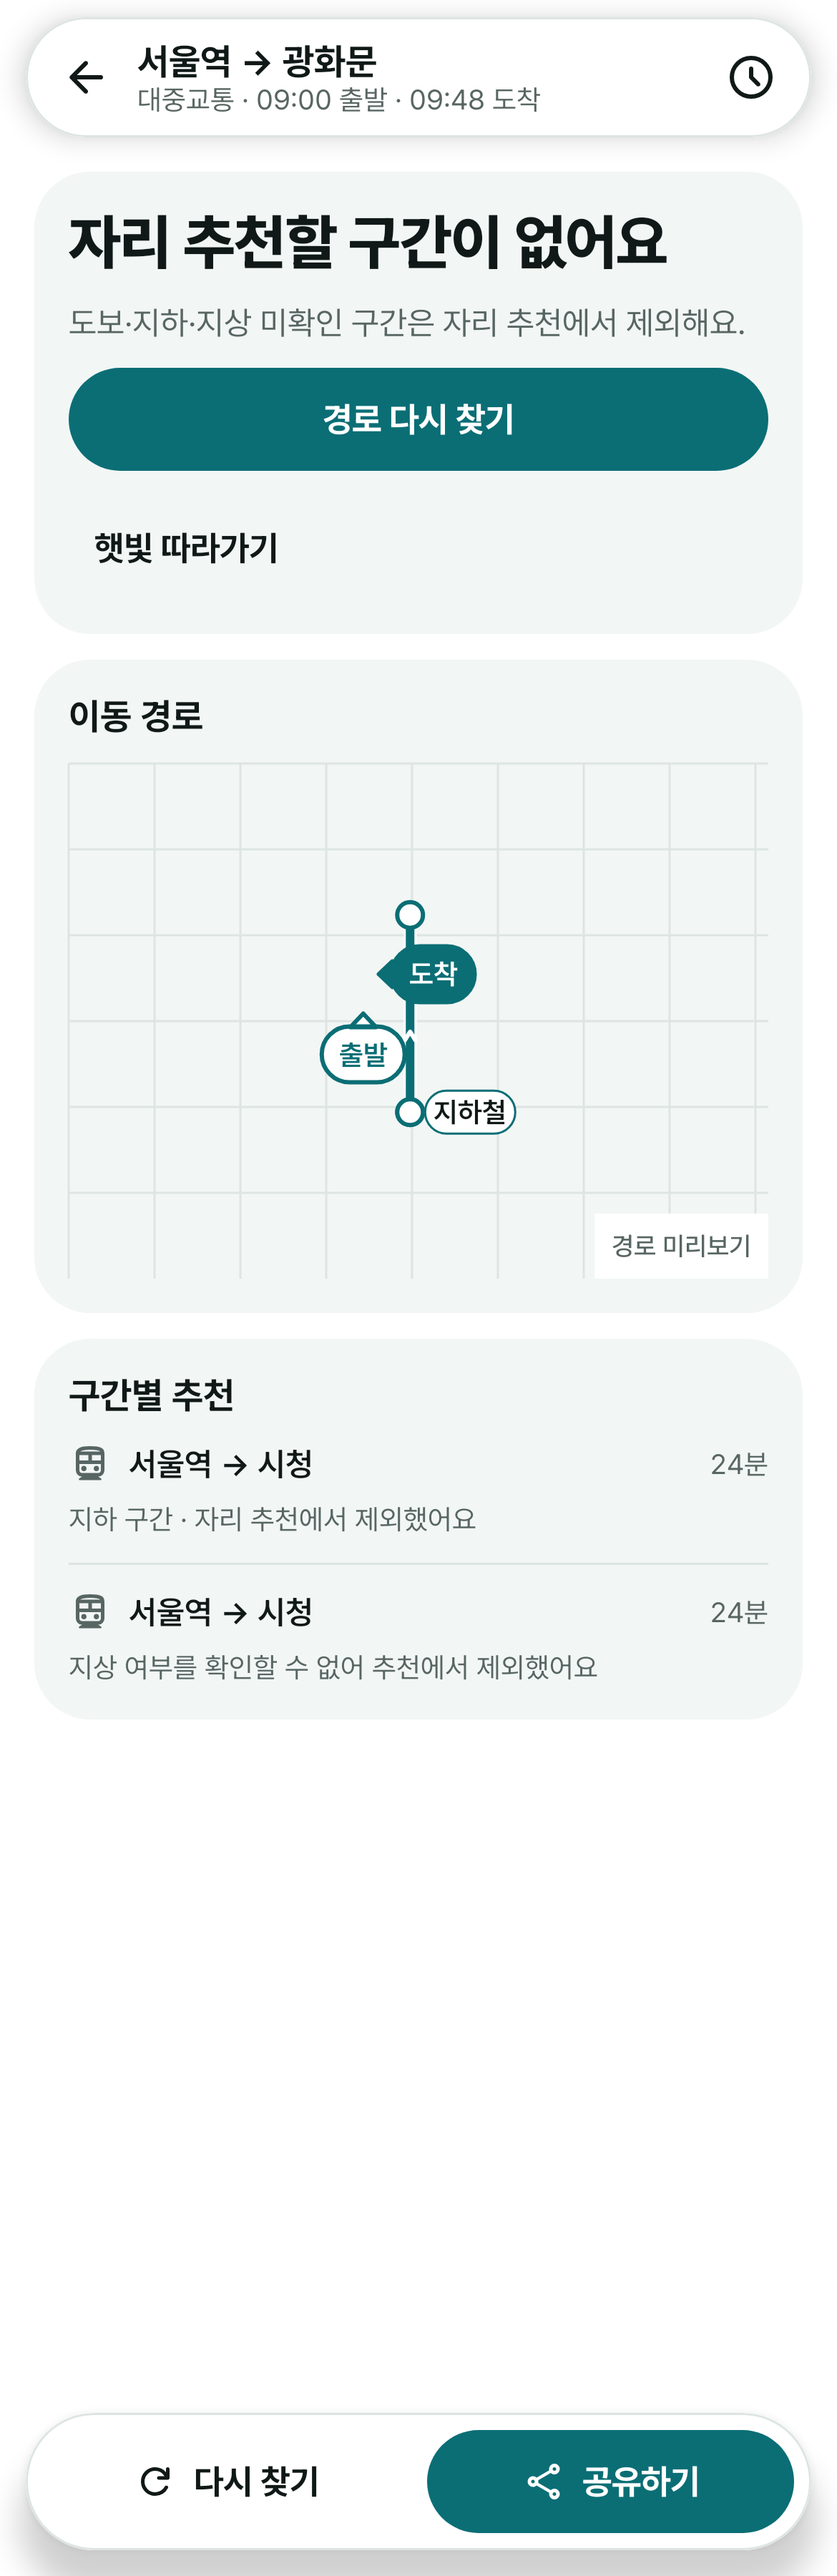 서울역 → 광화문
대중교통 · 09:00 출발 · 09:48 도착
자리 추천할 구간이 없어요
도보·지하·지상 미확인 구간은 자리 추천에서 제외해요.
경로 다시 찾기
햇빛 따라가기
이동 경로
도착
출발
지하철
경로 미리보기
구간별 추천
서울역 → 시청 24분
지하 구간 · 자리 추천에서 제외했어요
서울역 → 시청 24분
지상 여부를 확인할 수 없어 추천에서 제외했어요
다시 찾기 공유하기